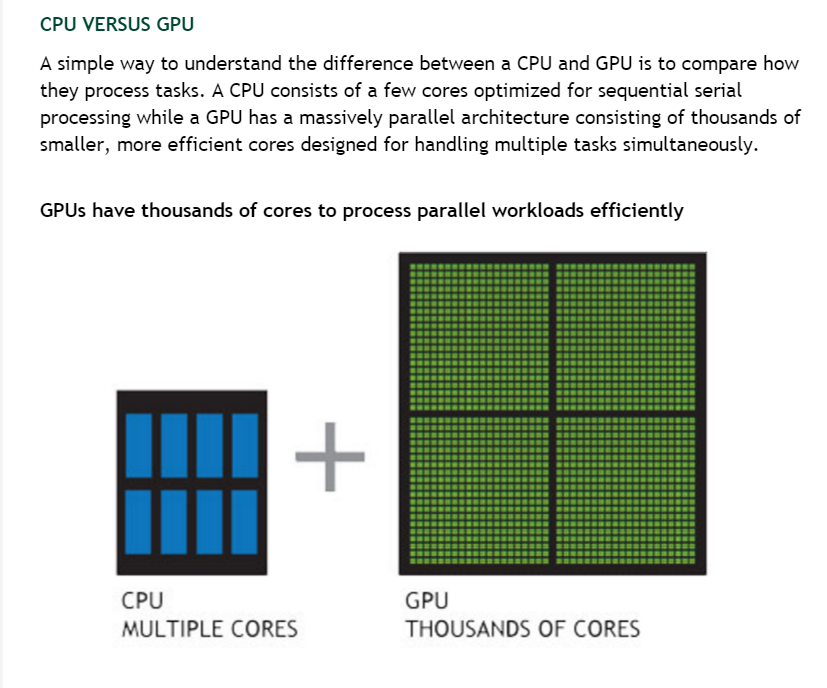 CPU VERSUS GPU
A simple way to understand the difference between a CPU and GPU is to compare how
they process tasks. A CPU consists of a few cores optimized for sequential serial
processing while a GPU has a massively parallel architecture consisting of thousands of
smaller, more efficient cores designed for handling multiple tasks simultaneously.
GPUs have thousands of cores to process parallel workloads efficiently
CPU
MULTIPLE CORES
GPU
THOUSANDS OF CORES